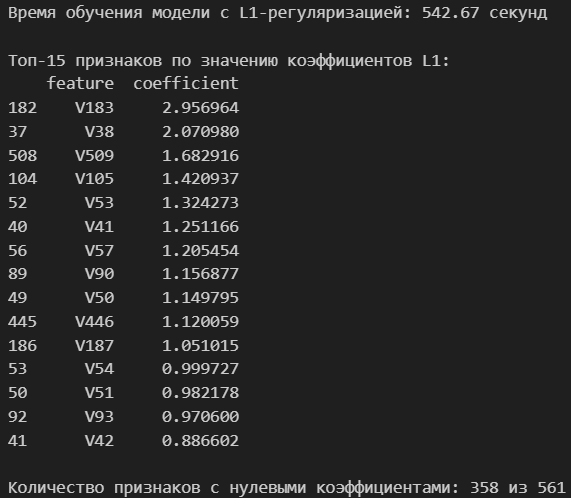 Время обучения модели с L1-регуляризацией: 542.67 секунд
Топ-15 признаков по значению коэффициентов L1:
feature coefficient
182 V183 2.956964
37 V38 2.070980
508 V509 1.682916
104 V105 1.420937
52 V53 1.324273
40 V41 1.251166
56 V57 1.205454
89 V90 1.156877
49 V50 1.149795
445 V446 1.120059
186 V187 1.051015
53 V54 0.999727
50 V51 0.982178
92 V93 0.970600
41 V42 0.886602
Количество признаков с нулевыми коэффициентами: 358 из 561